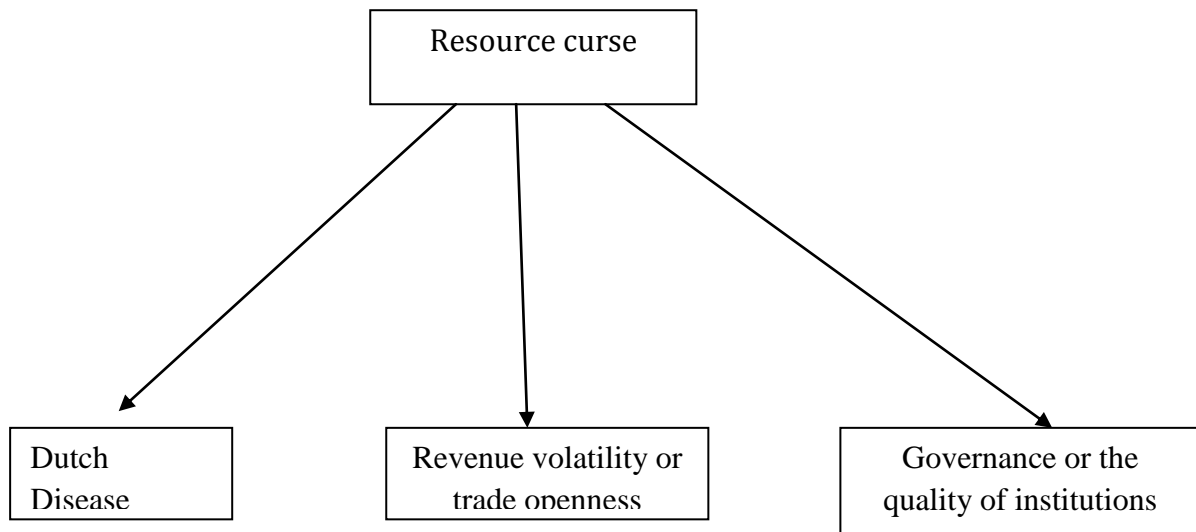 Resource curse
Dutch
Disease
Revenue volatility or
trade openness
Governance or the
quality of institutions